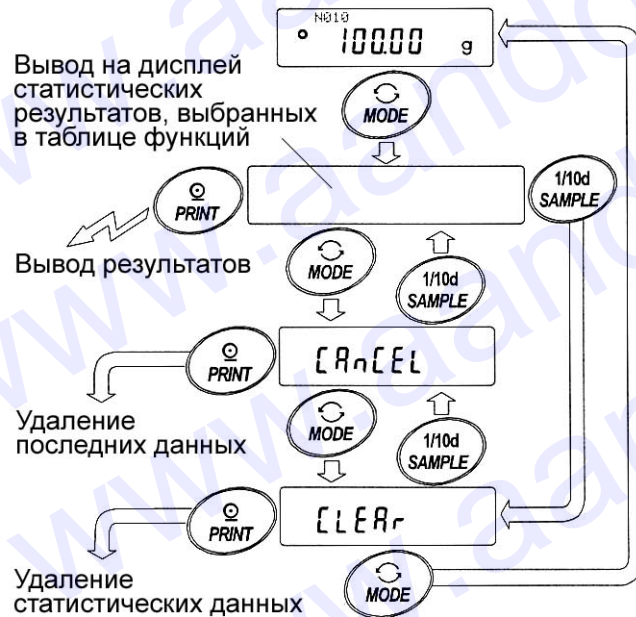 N010
100.00 g
MODE
Вывод на дисплей
статистических
результатов, выбранных
в таблице функций
PRINT
1/10d
SAMPLE
Вывод результатов
MODE
1/10d
SAMPLE
PRINT
CAnCEL
Удаление
последних данных
MODE
1/10d
SAMPLE
PRINT
CLEAr
Удаление
статистических данных
MODE